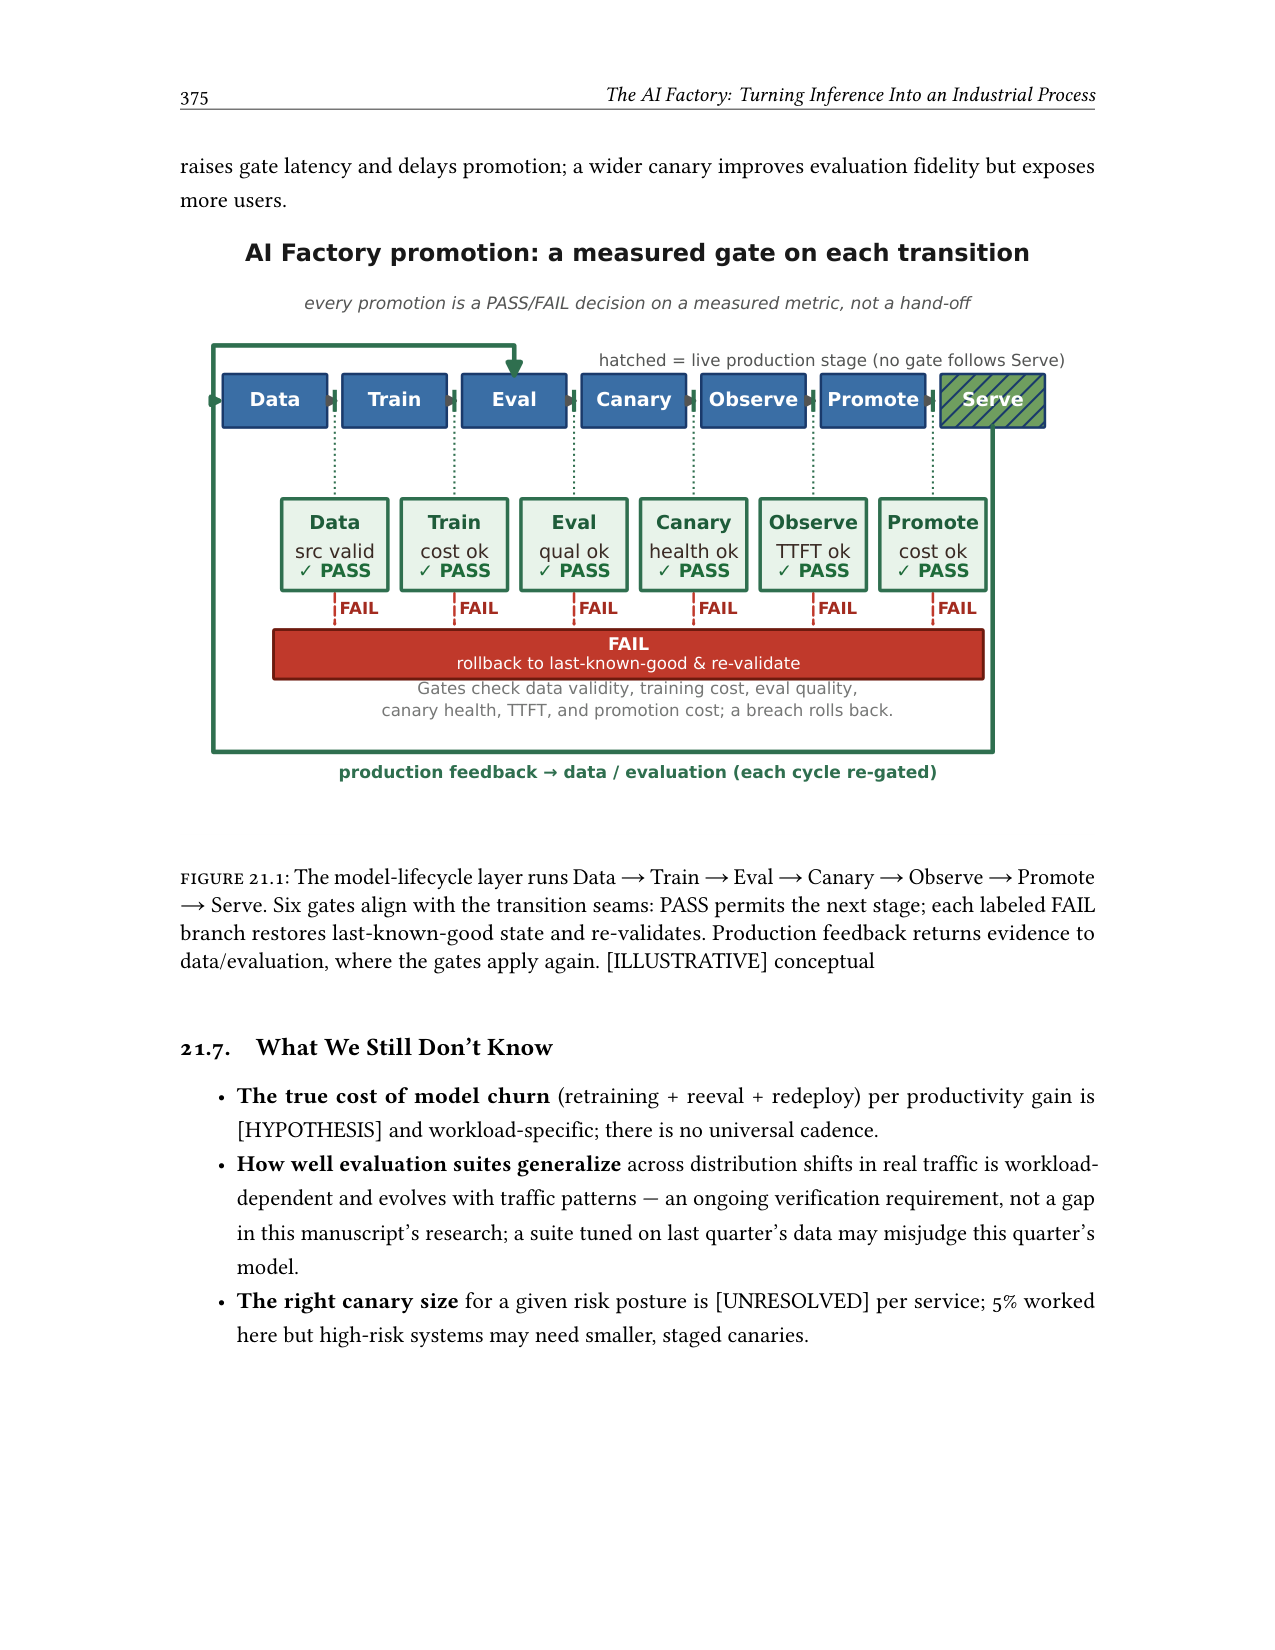 375
The AI Factory: Turning Inference Into an Industrial Process
raises gate latency and delays promotion; a wider canary improves evaluation fidelity but exposes
more users.
AI Factory promotion: a measured gate on each transition
every promotion is a PASS/FAIL decision on a measured metric, not a hand-off
hatched = live production stage (no gate follows Serve)
Data Train Eval Canary Observe Promote Serve
Data Train Eval Canary Observe Promote
src valid cost ok qual ok health ok TTFT ok cost ok
✓ PASS ✓ PASS ✓ PASS ✓ PASS ✓ PASS ✓ PASS
FAIL FAIL FAIL FAIL FAIL FAIL
FAIL
rollback to last-known-good & re-validate
Gates check data validity, training cost, eval quality,
canary health, TTFT, and promotion cost; a breach rolls back.
production feedback → data / evaluation (each cycle re-gated)
FIGURE 21.1: The model-lifecycle layer runs Data → Train → Eval → Canary → Observe → Promote
→ Serve. Six gates align with the transition seams: PASS permits the next stage; each labeled FAIL
branch restores last-known-good state and re-validates. Production feedback returns evidence to
data/evaluation, where the gates apply again. [ILLUSTRATIVE] conceptual
21.7. What We Still Don’t Know
• The true cost of model churn (retraining + reeval + redeploy) per productivity gain is
[HYPOTHESIS] and workload-specific; there is no universal cadence.
• How well evaluation suites generalize across distribution shifts in real traffic is workload-
dependent and evolves with traffic patterns — an ongoing verification requirement, not a gap
in this manuscript’s research; a suite tuned on last quarter’s data may misjudge this quarter’s
model.
• The right canary size for a given risk posture is [UNRESOLVED] per service; 5% worked
here but high-risk systems may need smaller, staged canaries.